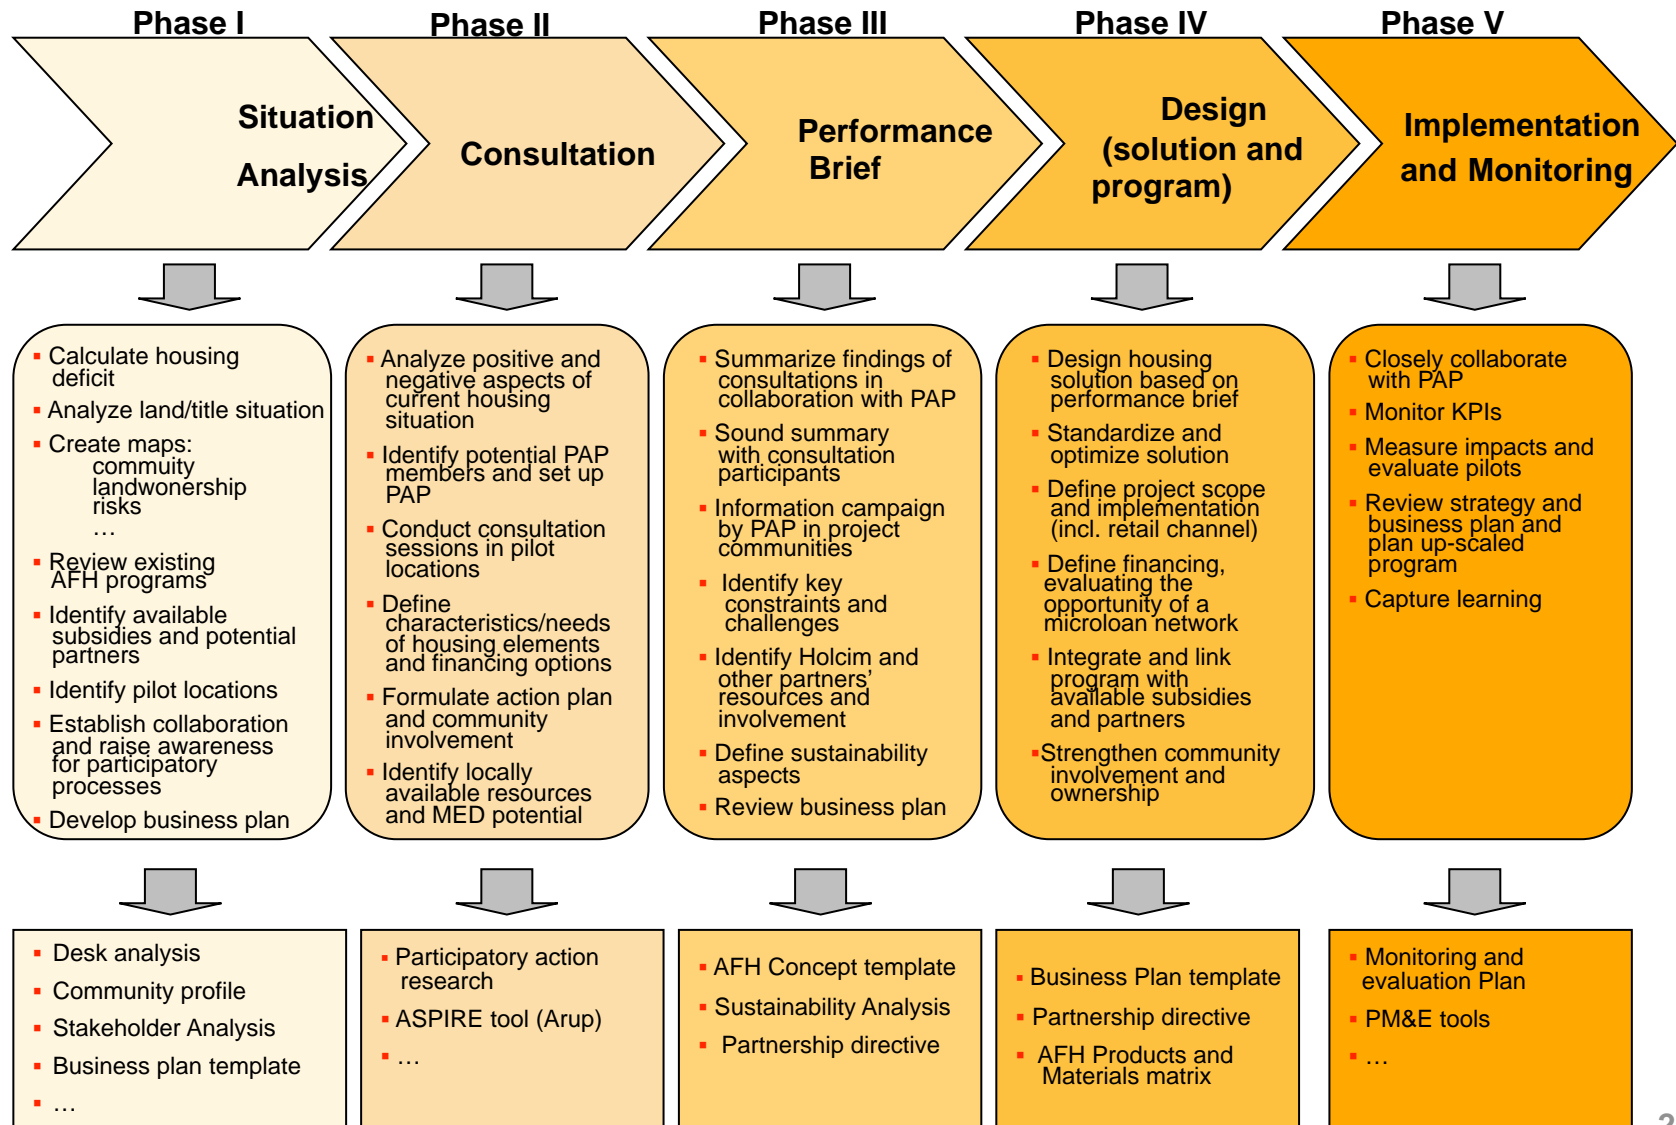 Phase I
Phase II
Phase III
Phase IV
Phase V
Situation
Analysis
Consultation
Performance
Brief
Design
(solution and
program)
Implementation
and Monitoring
▪ Calculate housing
deficit
▪ Analyze land/title situation
▪ Create maps:
commuity
landwonership
risks
…
▪ Review existing
AFH programs
▪ Identify available
subsidies and potential
partners
▪ Identify pilot locations
▪ Establish collaboration
and raise awareness
for participatory
processes
▪ Develop business plan
▪ Analyze positive and
negative aspects of
current housing
situation
▪ Identify potential PAP
members and set up
PAP
▪ Conduct consultation
sessions in pilot
locations
▪ Define
characteristics/needs
of housing elements
and financing options
▪ Formulate action plan
and community
involvement
▪ Identify locally
available resources
and MED potential
▪ Summarize findings of
consultations in
collaboration with PAP
▪ Sound summary
with consultation
participants
▪ Information campaign
by PAP in project
communities
▪ Identify key
constraints and
challenges
▪ Identify Holcim and
other partners’
resources and
involvement
▪ Define sustainability
aspects
▪ Review business plan
▪ Design housing
solution based on
performance brief
▪ Standardize and
optimize solution
▪ Define project scope
and implementation
(incl. retail channel)
▪ Define financing,
evaluating the
opportunity of a
microloan network
▪ Integrate and link
program with
available subsidies
and partners
▪ Strengthen community
involvement and
ownership
▪ Closely collaborate
with PAP
▪ Monitor KPIs
▪ Measure impacts and
evaluate pilots
▪ Review strategy and
business plan and
plan up-scaled
program
▪ Capture learning
▪ Desk analysis
▪ Community profile
▪ Stakeholder Analysis
▪ Business plan template
▪ …
▪ Participatory action
research
▪ ASPIRE tool (Arup)
▪ …
▪ AFH Concept template
▪ Sustainability Analysis
▪ Partnership directive
▪ Business Plan template
▪ Partnership directive
▪ AFH Products and
Materials matrix
▪ Monitoring and
evaluation Plan
▪ PM&E tools
▪ …
2